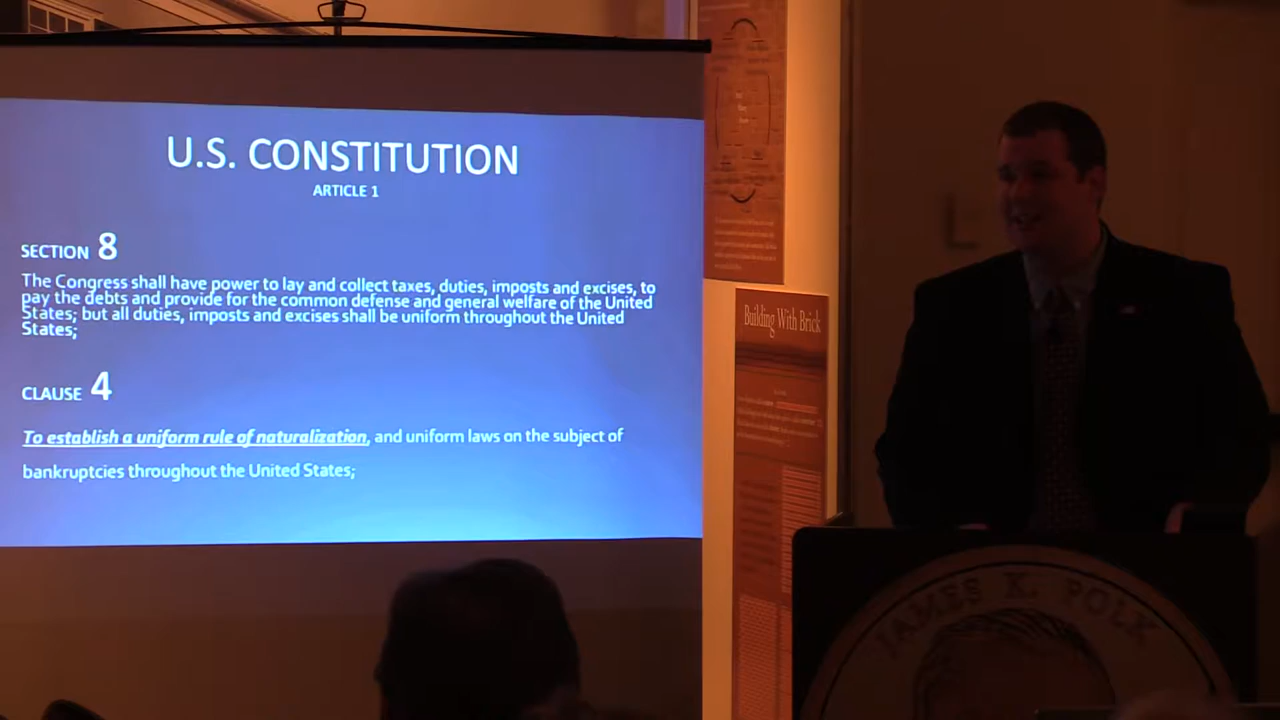 U.S. CONSTITUTION
ARTICLE 1
SECTION 8
The Congress shall have power to lay and collect taxes, duties, imposts and excises, to
pay the debts and provide for the common defense and general welfare of the United
States; but all duties, imposts and excises shall be uniform throughout the United
States;
CLAUSE 4
To establish a uniform rule of naturalization, and uniform laws on the subject of
bankruptcies throughout the United States;
Building With Brick
JAMES K. POLK